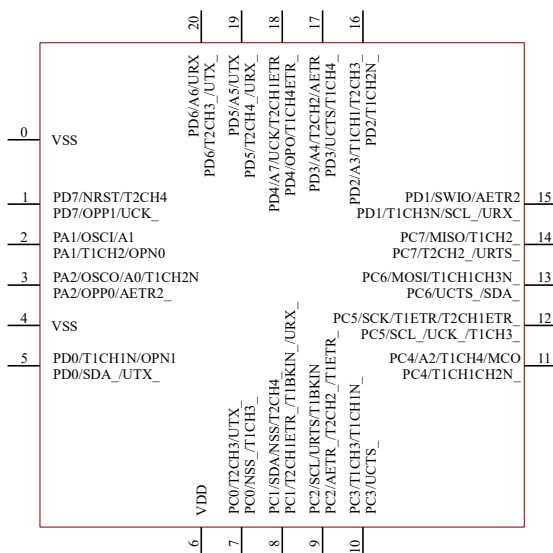 20
19
18
17
16
PD6/A6/URX
PD6/T2CH3_/UTX_
PD5/A5/UTX
PD5/T2CH4_/URX_
PD4/A7/UCK/T2CH1ETR
PD4/OPO/T1CH4ETR_
PD3/A4/T2CH2/AETR
PD3/UCTS/T1CH4_
PD2/A3/T1CH1/T2CH3_
PD2/T1CH2N_
0
VSS
1
PD7/NRST/T2CH4
PD7/OPP1/UCK_
2
PA1/OSCI/A1
PA1/T1CH2/OPN0
3
PA2/OSCO/A0/T1CH2N
PA2/OPP0/AETR2_
4
VSS
5
PD0/T1CH1N/OPN1
PD0/SDA_/UTX_
PD1/SWIO/AETR2
PD1/T1CH3N/SCL_/URX_
15
PC7/MISO/T1CH2_
PC7/T2CH2_/URTS_
14
PC6/MOSI/T1CH1CH3N_
PC6/UCTS_/SDA_
13
PC5/SCK/T1ETR/T2CH1ETR_
PC5/SCL_/UCK_/T1CH3_
12
PC4/A2/T1CH4/MCO
PC4/T1CH1CH2N_
11
VDD
PC0/T2CH3/UTX_
PC0/NSS_/T1CH3_
PC1/SDA/NSS/T2CH4_
PC1/T2CH1ETR_/T1BKIN_/URX_
PC2/SCL/URTS/T1BKIN
PC2/AETR_/T2CH2_/T1ETR_
PC3/T1CH3/T1CH1N_
PC3/UCTS_
6
7
8
9
10